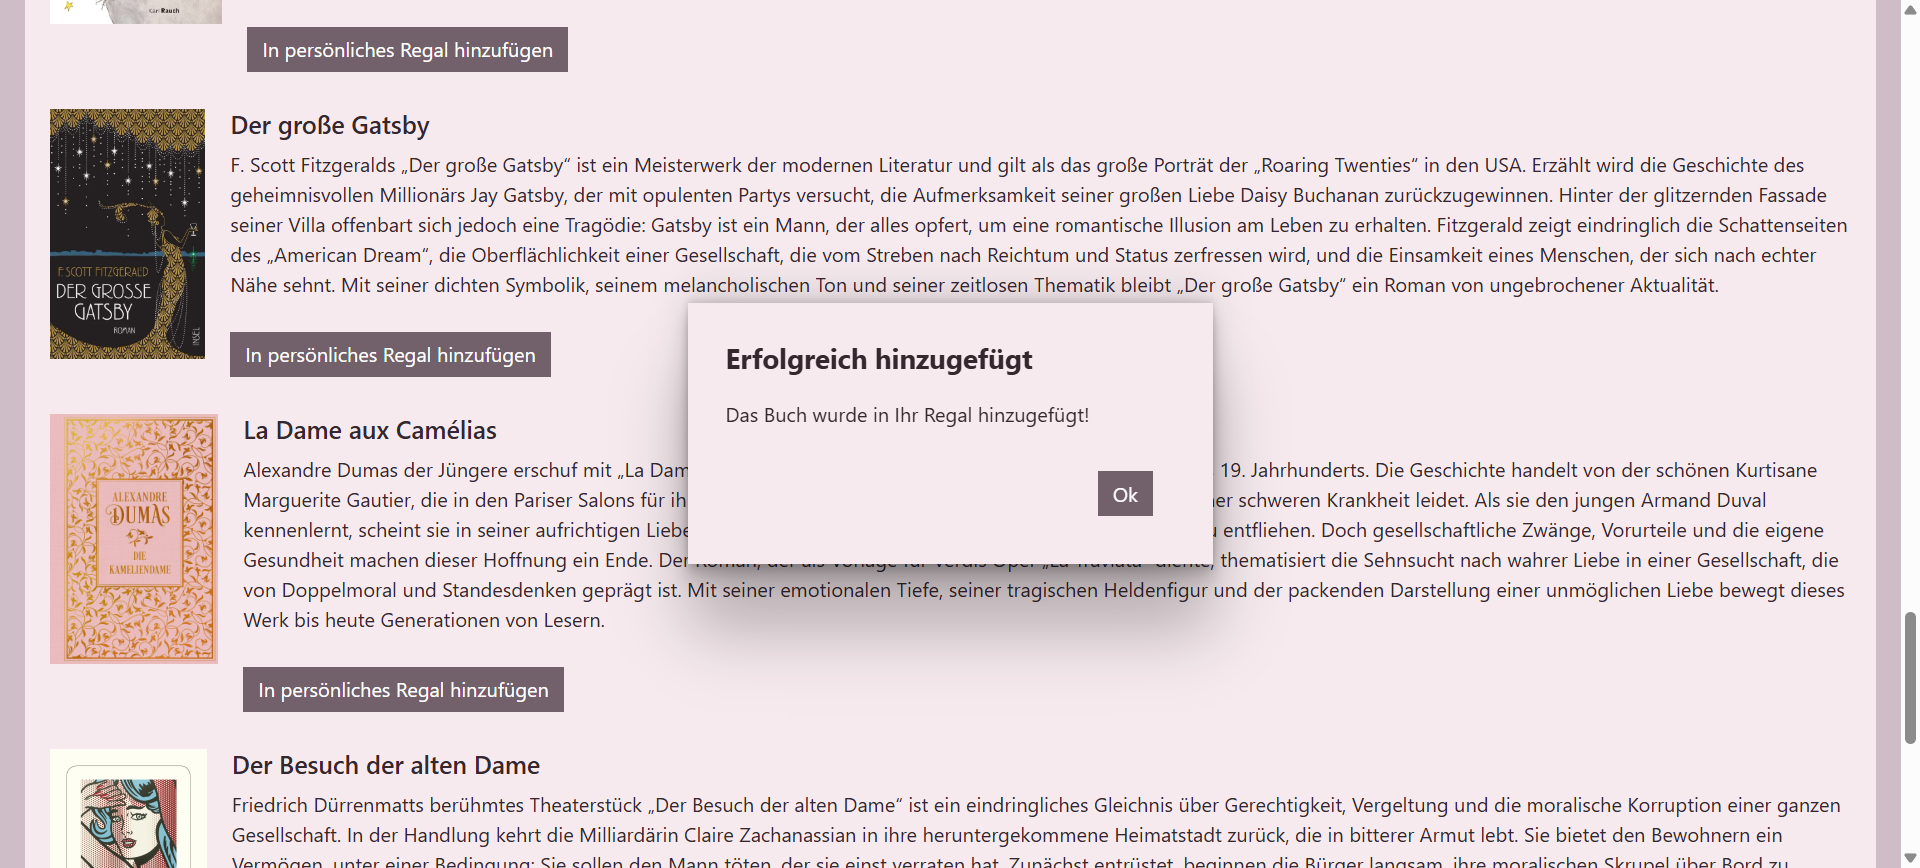 Karl Rauch
In persönliches Regal hinzufügen
Der große Gatsby
F. Scott Fitzgeralds „Der große Gatsby“ ist ein Meisterwerk der modernen Literatur und gilt als das große Porträt der „Roaring Twenties“ in den USA. Erzählt wird die Geschichte des
geheimnisvollen Millionärs Jay Gatsby, der mit opulenten Partys versucht, die Aufmerksamkeit seiner großen Liebe Daisy Buchanan zurückzugewinnen. Hinter der glitzernden Fassade
seiner Villa offenbart sich jedoch eine Tragödie: Gatsby ist ein Mann, der alles opfert, um eine romantische Illusion am Leben zu erhalten. Fitzgerald zeigt eindringlich die Schattenseiten
des „American Dream“, die Oberflächlichkeit einer Gesellschaft, die vom Streben nach Reichtum und Status zerfressen wird, und die Einsamkeit eines Menschen, der sich nach echter
Nähe sehnt. Mit seiner dichten Symbolik, seinem melancholischen Ton und seiner zeitlosen Thematik bleibt „Der große Gatsby“ ein Roman von ungebrochener Aktualität.
F. SCOTT FITZGERALD
DER GROSSE
GATSBY
ROMAN
INSEL
In persönliches Regal hinzufügen
Erfolgreich hinzugefügt
Das Buch wurde in Ihr Regal hinzugefügt!
Ok
La Dame aux Camélias
Alexandre Dumas der Jüngere erschuf mit „La Dam 19. Jahrhunderts. Die Geschichte handelt von der schönen Kurtisane
Marguerite Gautier, die in den Pariser Salons für ih er schweren Krankheit leidet. Als sie den jungen Armand Duval
kennenlernt, scheint sie in seiner aufrichtigen Liebe entfliehen. Doch gesellschaftliche Zwänge, Vorurteile und die eigene
Gesundheit machen dieser Hoffnung ein Ende. Der Roman, der als Vorlage für Verdis Oper „La Traviata“ diente, thematisiert die Sehnsucht nach wahrer Liebe in einer Gesellschaft, die
von Doppelmoral und Standesdenken geprägt ist. Mit seiner emotionalen Tiefe, seiner tragischen Heldenfigur und der packenden Darstellung einer unmöglichen Liebe bewegt dieses
Werk bis heute Generationen von Lesern.
ALEXANDRE
DUMAS
DIE
KAMELIENDAME
In persönliches Regal hinzufügen
Der Besuch der alten Dame
Friedrich Dürrenmatts berühmtes Theaterstück „Der Besuch der alten Dame“ ist ein eindringliches Gleichnis über Gerechtigkeit, Vergeltung und die moralische Korruption einer ganzen
Gesellschaft. In der Handlung kehrt die Milliardärin Claire Zachanassian in ihre heruntergekommene Heimatstadt zurück, die in bitterer Armut lebt. Sie bietet den Bewohnern ein
Vermögen, unter einer Bedingung: Sie sollen den Mann töten, der sie einst verraten hat. Zunächst entrüstet, beginnen die Bürger langsam, ihre moralischen Skrupel über Bord zu